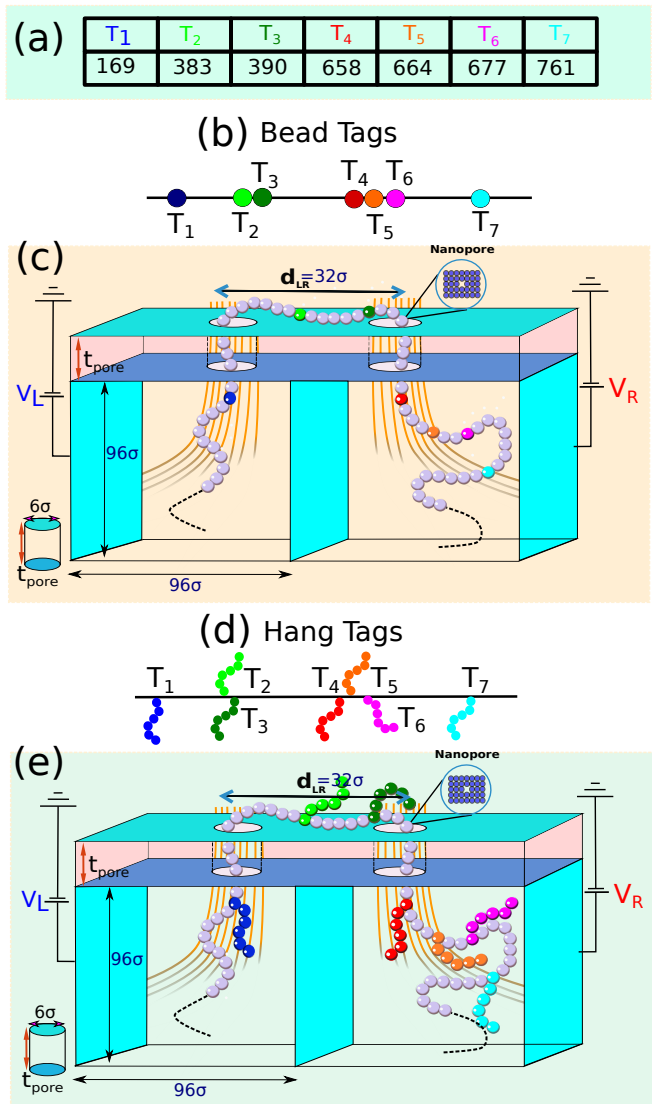 (a)
T1 T2 T3 T4 T5 T6 T7
169 383 390 658 664 677 761
(b) Bead Tags
T3 T4 T6
T1 T2 T5 T7
(c)
Nanopore
dLR=32σ
tpore
VL
VR
96σ
6σ
tpore
96σ
(d) Hang Tags
T1 T2 T4 T5 T7
T3 T6
(e)
Nanopore
dLR=32σ
tpore
VL
VR
96σ
6σ
tpore
96σ